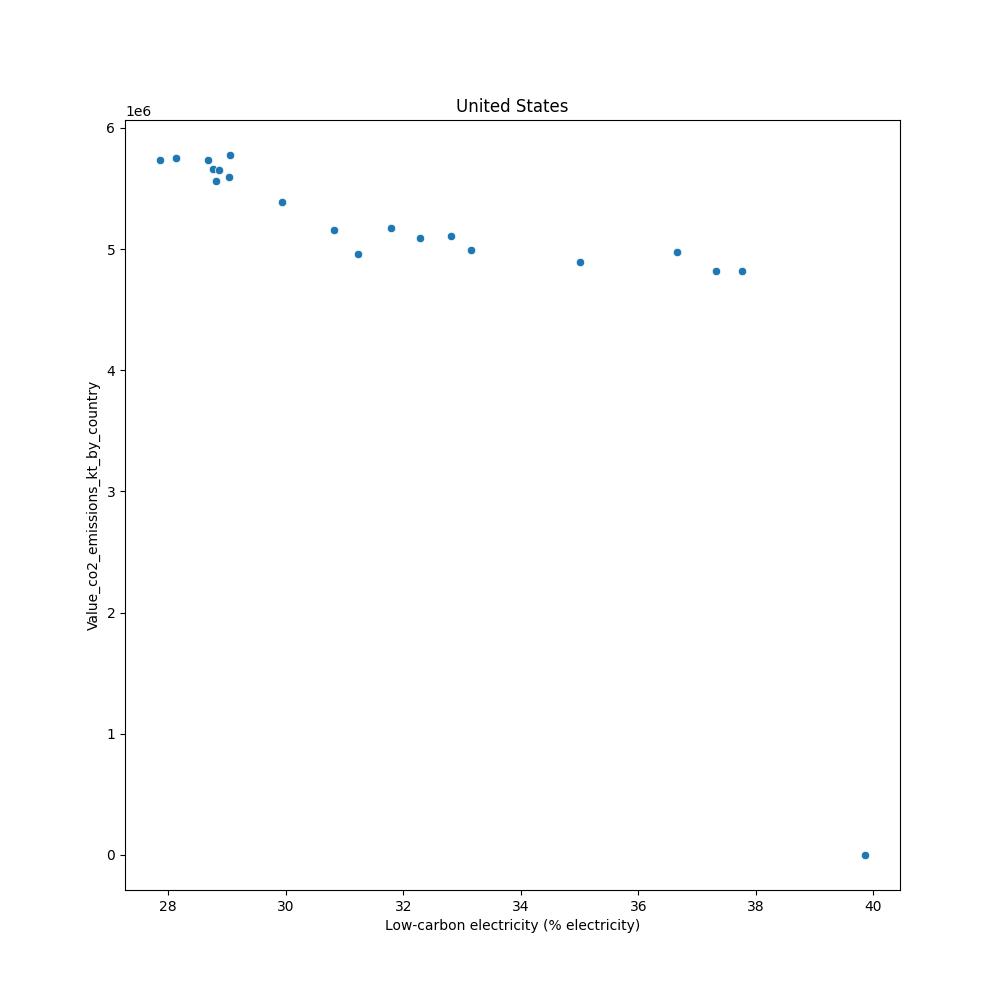 United States
1e6
6
5
4
3
2
1
0
Value_co2_emissions_kt_by_country
28 30 32 34 36 38 40
Low-carbon electricity (% electricity)